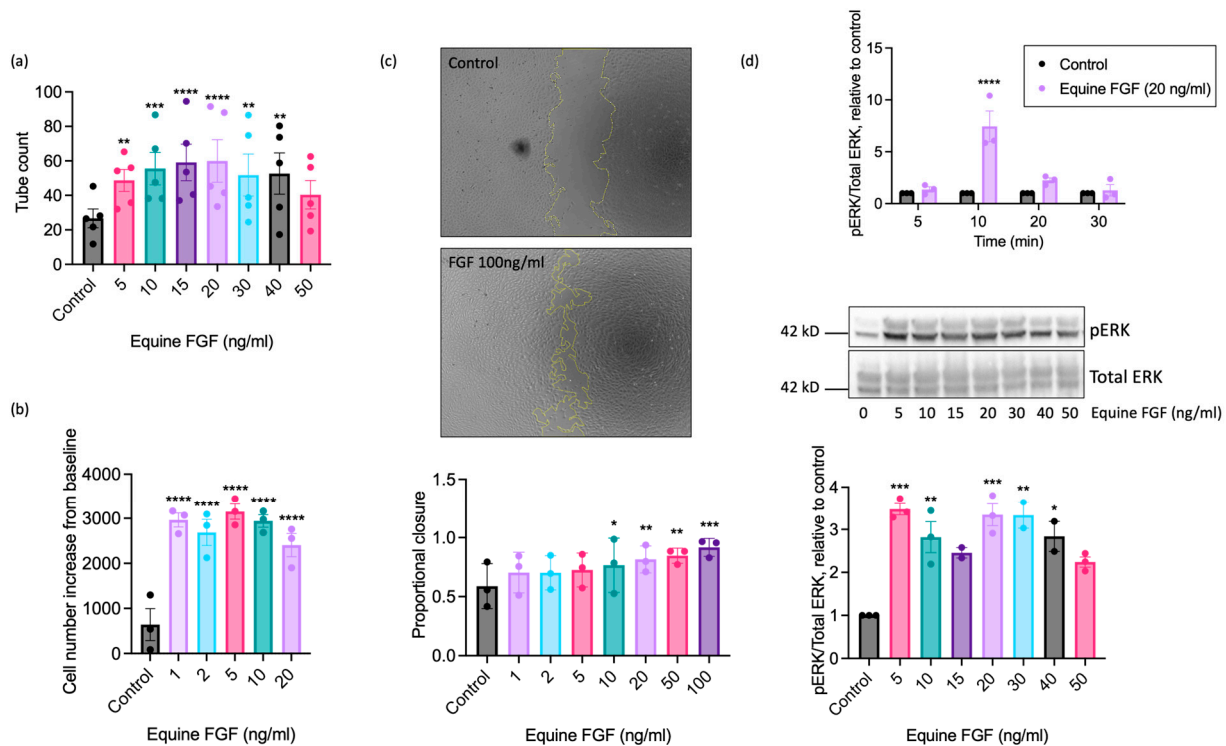 (a)
100
80
60
40
20
0
Tube count
** *** **** **** ** **
Control 5 10 15 20 30 40 50
Equine FGF (ng/ml)
(b)
4000
3000
2000
1000
0
Cell number increase from baseline
**** **** **** **** ****
Control 1 2 5 10 20
Equine FGF (ng/ml)
(c)
Control
FGF 100ng/ml
1.5
1.0
0.5
0.0
Proportional closure
* ** ** ***
Control 1 2 5 10 20 50 100
Equine FGF (ng/ml)
(d)
15
10
5
0
pERK/Total ERK, relative to control
****
5 10 20 30
Time (min)
Control
Equine FGF (20 ng/ml)
42 kD
pERK
42 kD
Total ERK
0 5 10 15 20 30 40 50 Equine FGF (ng/ml)
4
3
2
1
0
pERK/Total ERK, relative to control
*** ** *** ** *
Control 5 10 15 20 30 40 50
Equine FGF (ng/ml)